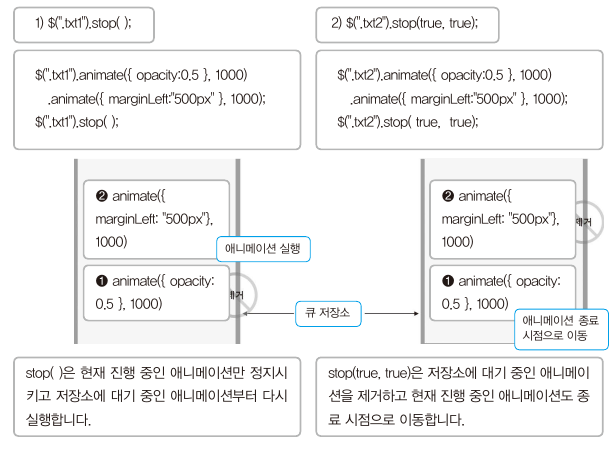 1) $(".txt1").stop( );
$(".txt1").animate({ opacity:0.5 }, 1000)
.animate({ marginLeft:"500px" }, 1000);
$(".txt1").stop( );
❷ animate({
marginLeft: "500px"},
1000)
애니메이션 실행
❶ animate({ opacity:
0.5 }, 1000)
제거
stop( )은 현재 진행 중인 애니메이션만 정지시
키고 저장소에 대기 중인 애니메이션부터 다시
실행합니다.
큐 저장소
2) $(".txt2").stop(true, true);
$(".txt2").animate({ opacity:0.5 }, 1000)
.animate({ marginLeft:"500px" }, 1000);
$(".txt2").stop( true, true);
❷ animate({
marginLeft: "500px"},
1000)
제거
❶ animate({ opacity:
0.5 }, 1000)
애니메이션 종료
시점으로 이동
stop(true, true)은 저장소에 대기 중인 애니메이
션을 제거하고 현재 진행 중인 애니메이션도 종
료 시점으로 이동합니다.